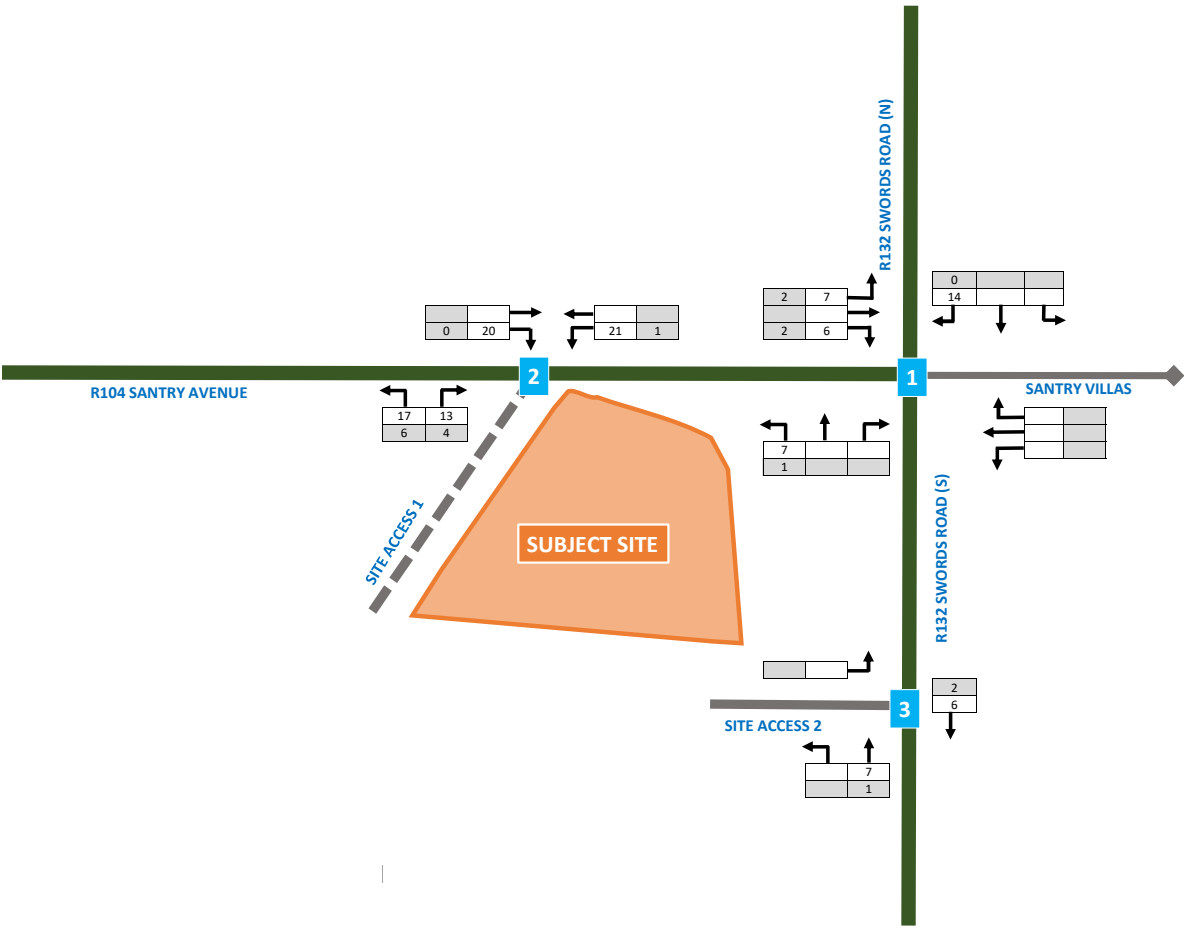 R132 SWORDS ROAD (N)
0
14
2 7
2 6
0 20
21 1
2
1
R104 SANTRY AVENUE
SANTRY VILLAS
17 13
6 4
7
1
SITE ACCESS 1
SUBJECT SITE
R132 SWORDS ROAD (S)
2
6
3
SITE ACCESS 2
7
1